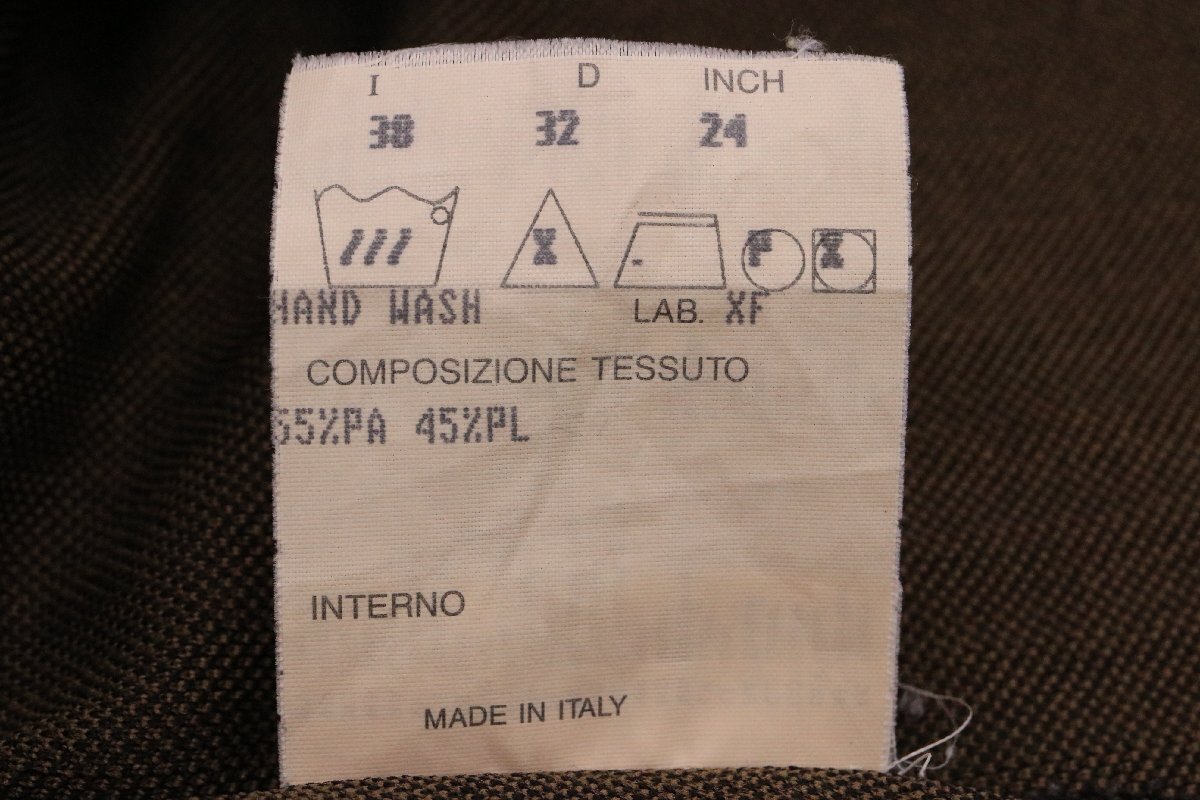 I D INCH
38 32 24
/// X . F X
HAND WASH LAB. XF
COMPOSIZIONE TESSUTO
55%PA 45%PL
INTERNO
MADE IN ITALY